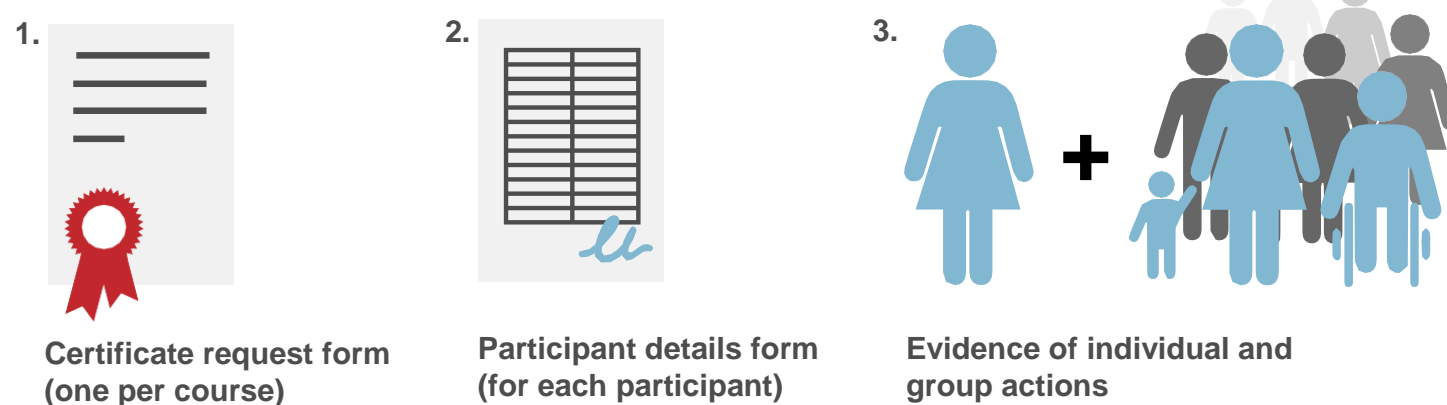 1.
2.
3.
Certificate request form
(one per course)
Participant details form
(for each participant)
Evidence of individual and
group actions